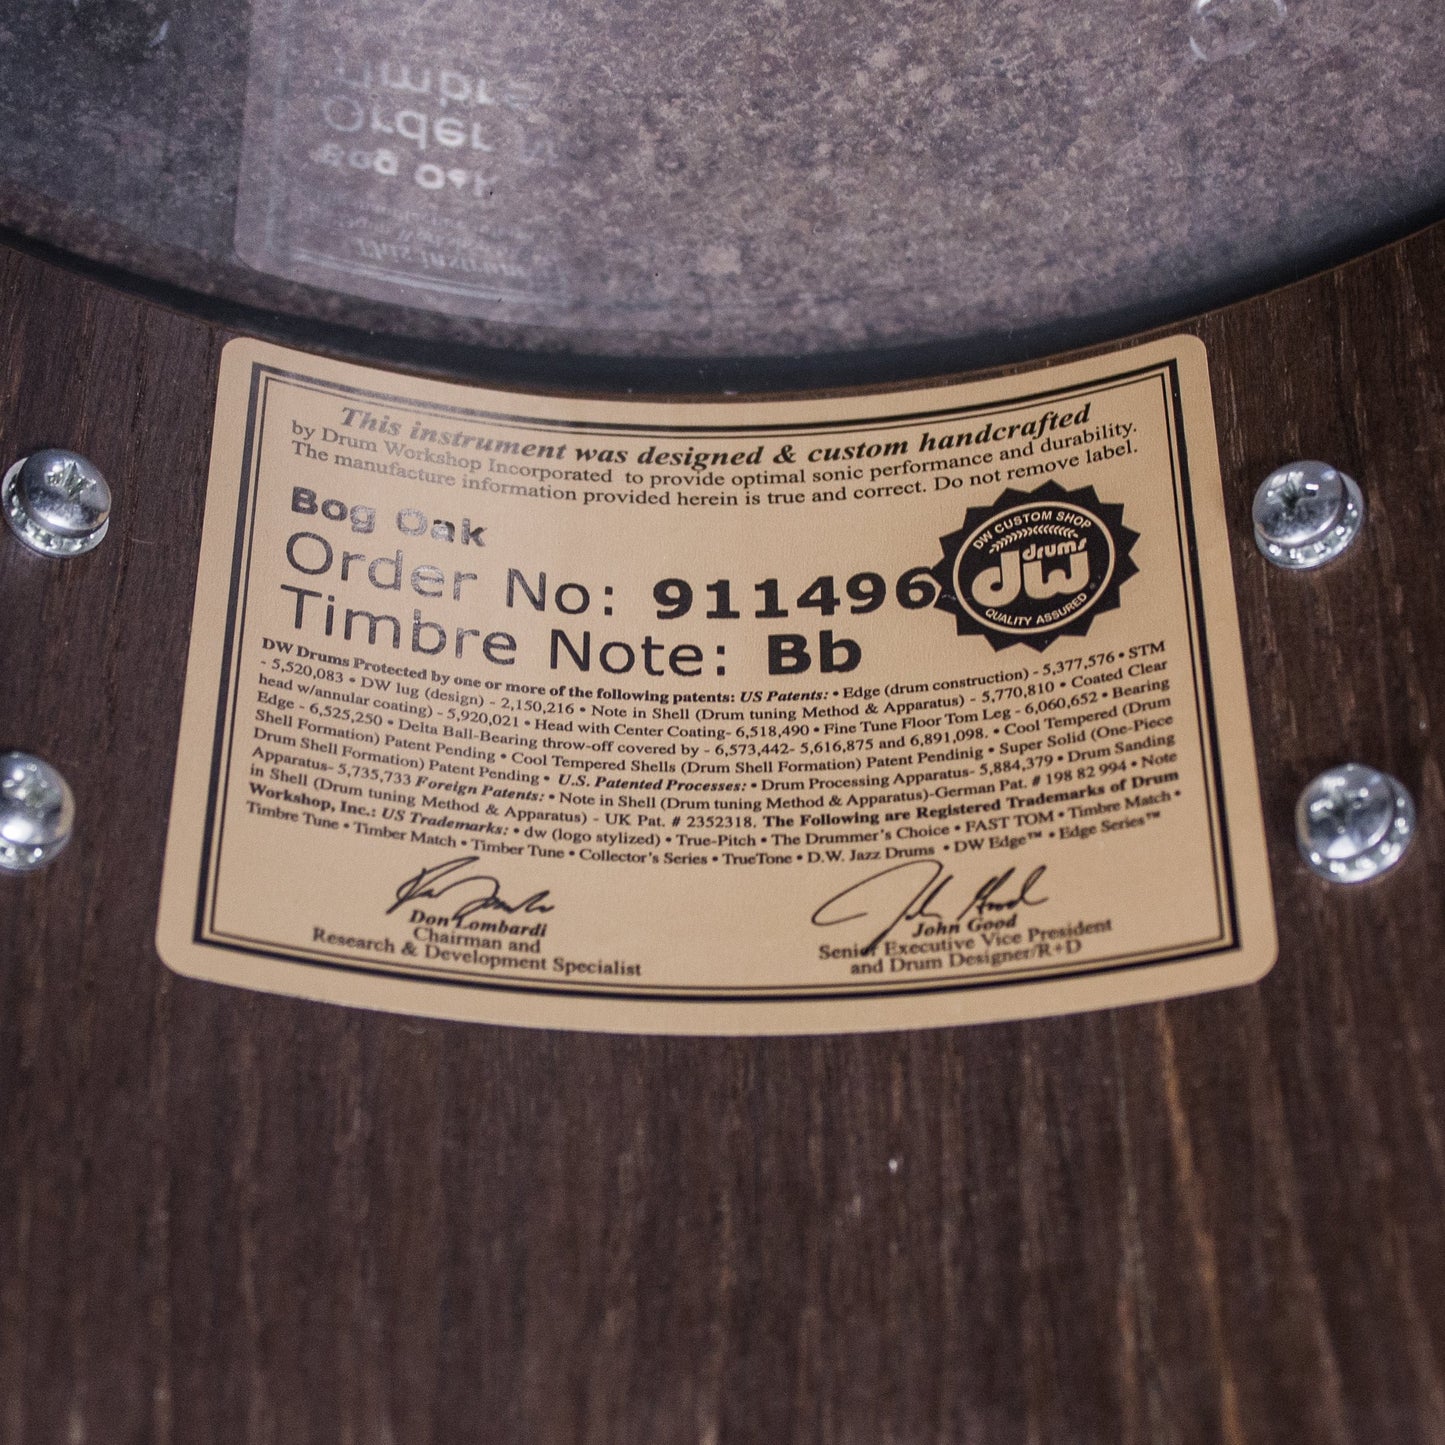 This instrument was designed & custom handcrafted
by Drum Workshop Incorporated to provide optimal sonic performance and durability.
The manufacture information provided herein is true and correct. Do not remove label.
Bog Oak
Order No: 911496
Timbre Note: Bb
DW CUSTOM SHOP
drums
dw
QUALITY ASSURED
DW Drums Protected by one or more of the following patents: US Patents: • Edge (drum construction) - 5,377,576 • STM
- 5,520,083 • DW lug (design) - 2,150,216 • Note in Shell (Drum tuning Method & Apparatus) - 5,770,810 • Coated Clear
head w/annular coating) - 5,920,021 • Head with Center Coating- 6,518,490 • Fine Tune Floor Tom Leg - 6,060,652 • Bearing
Edge - 6,525,250 • Delta Ball-Bearing throw-off covered by - 6,573,442- 5,616,875 and 6,891,098. • Cool Tempered (Drum
Shell Formation) Patent Pending • Cool Tempered Shells (Drum Shell Formation) Patent Pendinig • Super Solid (One-Piece
Drum Shell Formation) Patent Pending • U.S. Patented Processes: • Drum Processing Apparatus- 5,884,379 • Drum Sanding
Apparatus- 5,735,733 Foreign Patents: • Note in Shell (Drum tuning Method & Apparatus)-German Pat. # 198 82 994 • Note
in Shell (Drum tuning Method & Apparatus) - UK Pat. # 2352318. The Following are Registered Trademarks of Drum
Workshop, Inc.: US Trademarks: • dw (logo stylized) • True-Pitch • The Drummer's Choice • FAST TOM • Timbre Match •
Timbre Tune • Timber Match • Timber Tune • Collector's Series • TrueTone • D.W. Jazz Drums • DW Edge™ • Edge Series™
Don Lombardi
Chairman and
Research & Development Specialist
John Good
Senior Executive Vice President
and Drum Designer/R+D